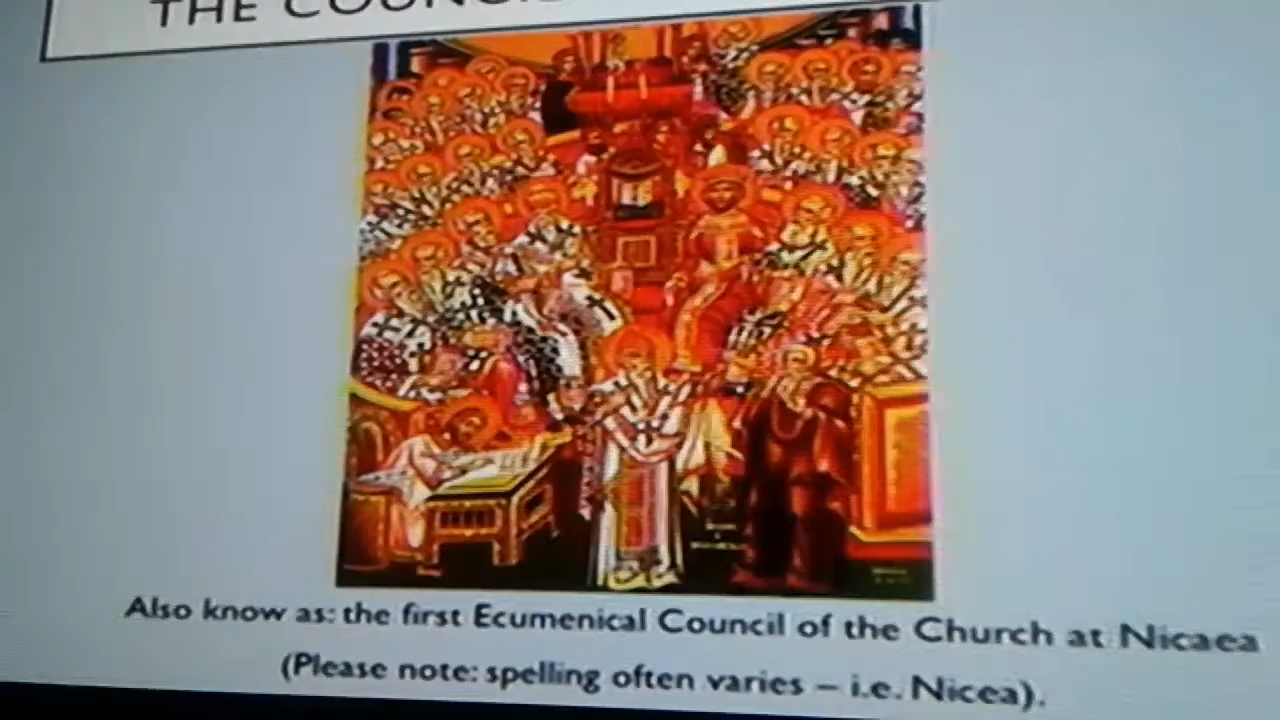 THE COUNCIL
Also know as: the first Ecumenical Council of the Church at Nicaea
(Please note: spelling often varies – i.e. Nicea).